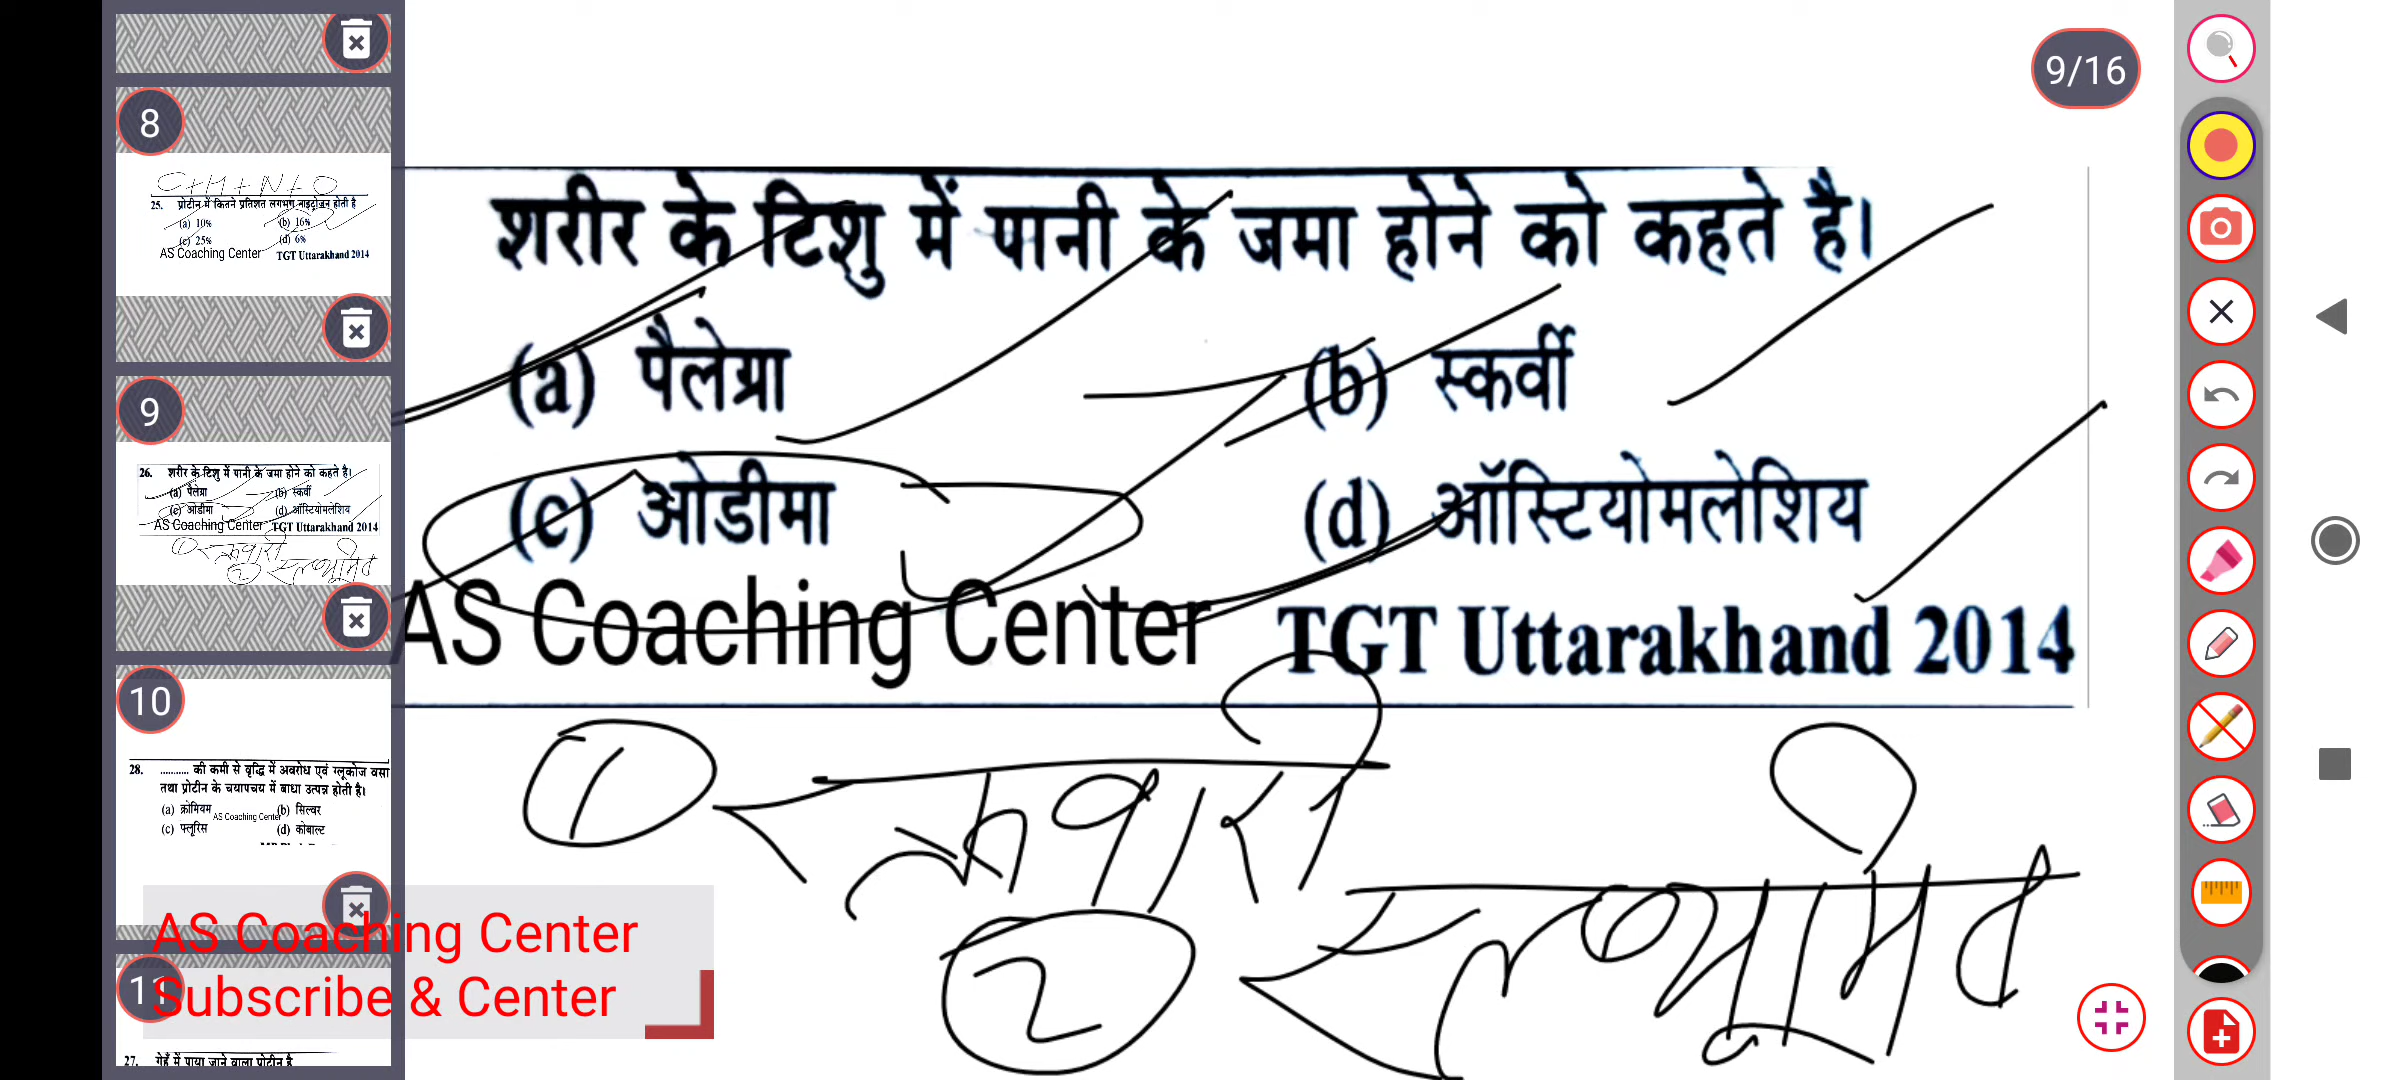 9/16
8
C+H+N+O
25. प्रोटीन में कितने प्रतिशत लगभग नाइट्रोजन होती है
(a) 10% (b) 16%
(c) 25% (d) 6%
AS Coaching Center TGT Uttarakhand 2014
9
26. शरीर के टिशु में पानी के जमा होने को कहते है।
(a) पैलेग्रा (b) स्कर्वी
(c) ओडीमा (d) ऑस्टियोमलेशिय
AS Coaching Center TGT Uttarakhand 2014
10
28. ........... की कमी से वृद्धि में अवरोध एवं ग्लूकोज वसा
तथा प्रोटीन के चयापचय में बाधा उत्पन्न होती है।
(a) क्रोमियम (b) सिल्वर
AS Coaching Center
(c) फ्लूरिस (d) कोबाल्ट
11
27. गेहूँ में पाया जाने वाला प्रोटीन है
शरीर के टिशु में पानी के जमा होने को कहते है।
(a) पैलेग्रा (b) स्कर्वी
(c) ओडीमा (d) ऑस्टियोमलेशिय
AS Coaching Center TGT Uttarakhand 2014
1
2
AS Coaching Center
Subscribe & Center